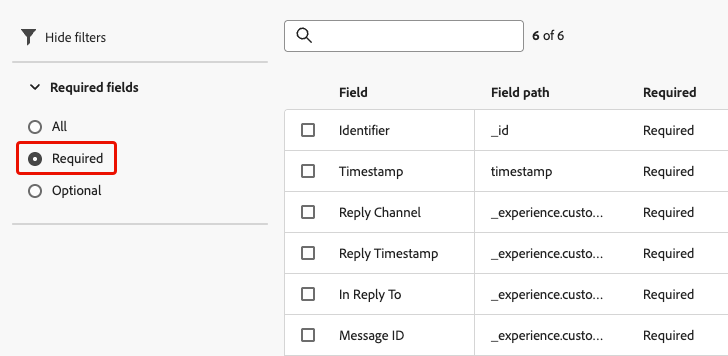 Hide filters
6 of 6
Required fields
All
Required
Optional
Field Field path Required
Identifier _id Required
Timestamp timestamp Required
Reply Channel _experience.custo... Required
Reply Timestamp _experience.custo... Required
In Reply To _experience.custo... Required
Message ID _experience.custo... Required